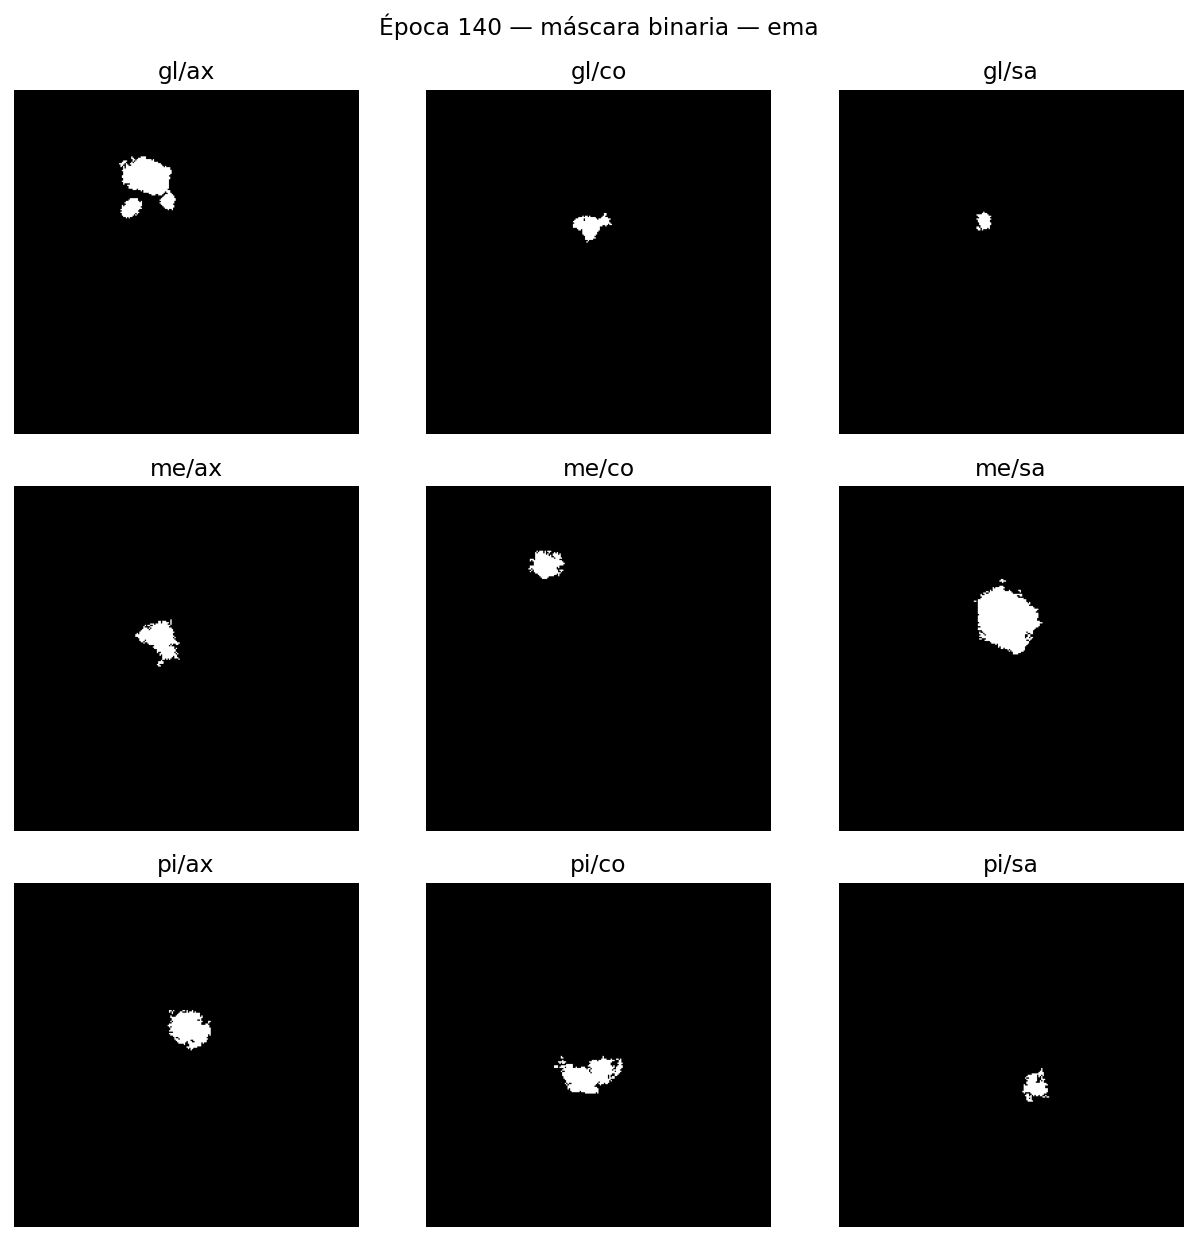 Época 140 — máscara binaria — ema
gl/ax
gl/co
gl/sa
me/ax
me/co
me/sa
pi/ax
pi/co
pi/sa